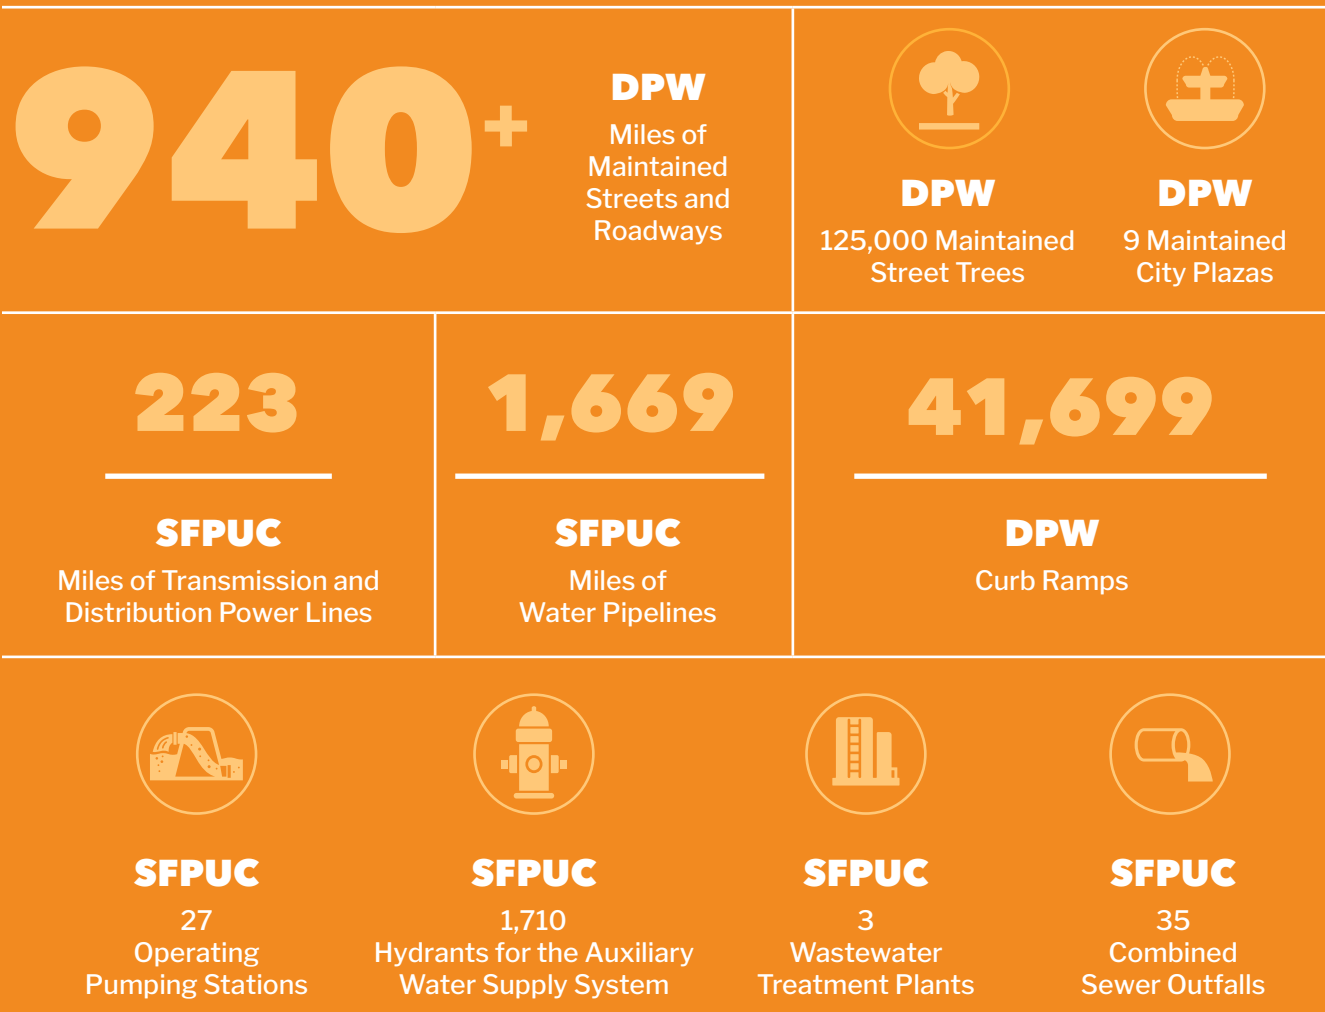 940+
DPW
Miles of
Maintained
Streets and
Roadways
DPW
125,000 Maintained
Street Trees
DPW
9 Maintained
City Plazas
223
SFPUC
Miles of Transmission and
Distribution Power Lines
1,669
SFPUC
Miles of
Water Pipelines
41,699
DPW
Curb Ramps
SFPUC
27
Operating
Pumping Stations
SFPUC
1,710
Hydrants for the Auxiliary
Water Supply System
SFPUC
3
Wastewater
Treatment Plants
SFPUC
35
Combined
Sewer Outfalls